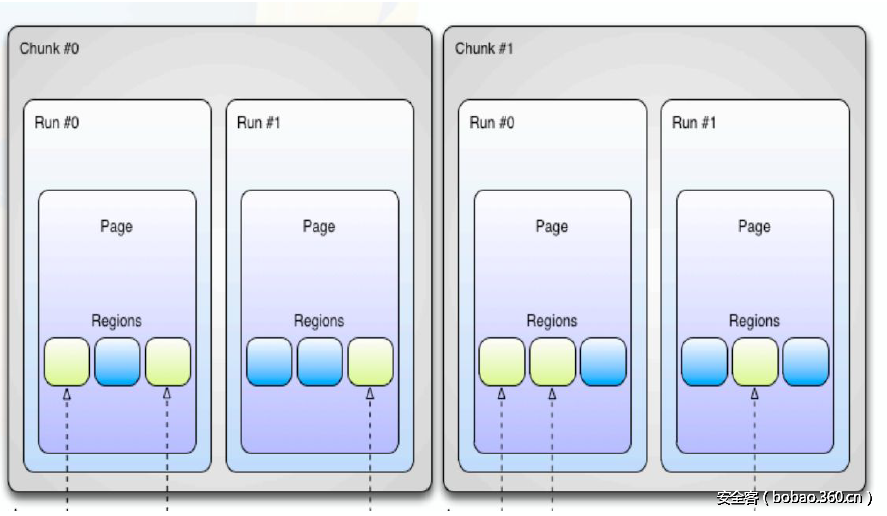 Chunk #0
Chunk #1
Run #0
Run #1
Run #0
Run #1
Page
Page
Page
Page
Regions
Regions
Regions
Regions
安全客（bobao.360.cn）